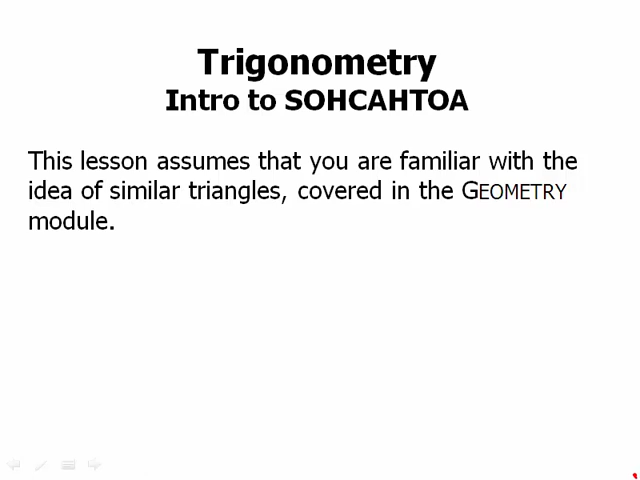 Trigonometry
Intro to SOHCAHTOA
This lesson assumes that you are familiar with the
idea of similar triangles, covered in the GEOMETRY
module.